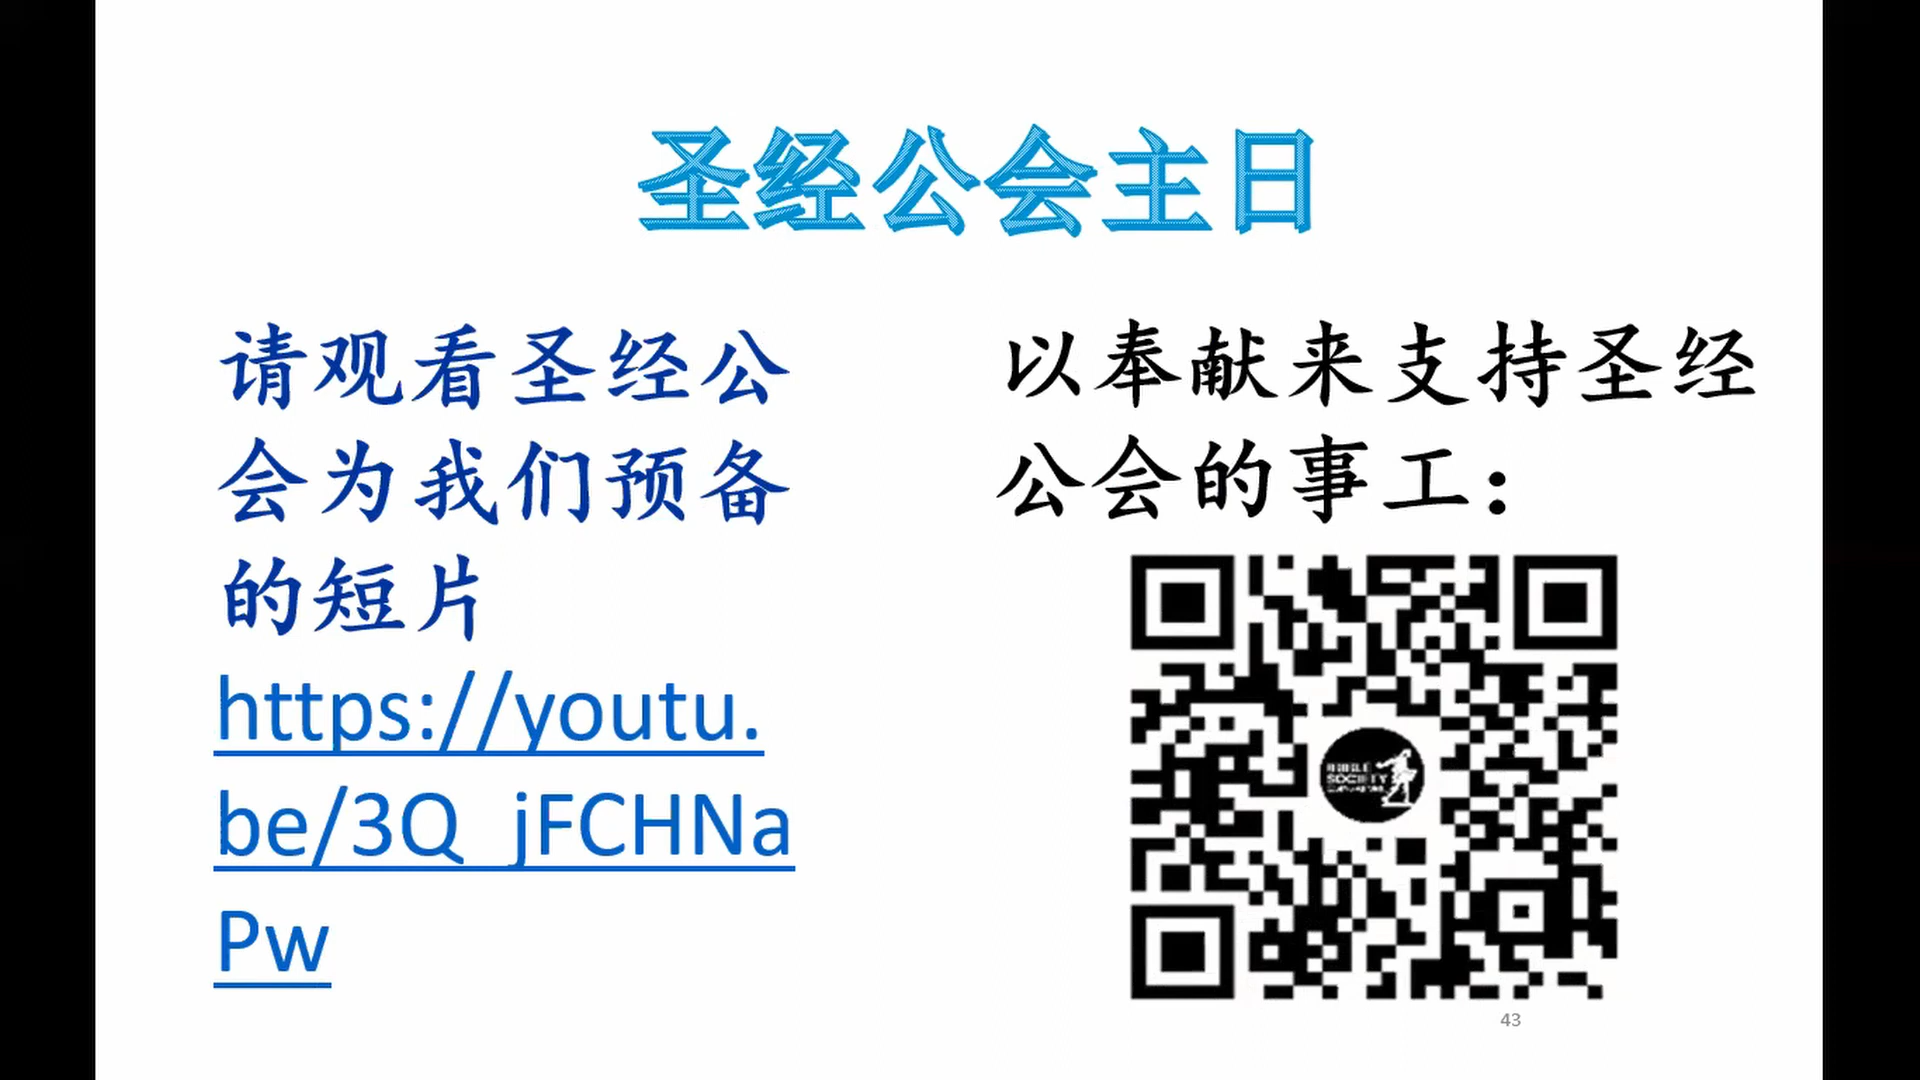 圣经公会主日
请观看圣经公
会为我们预备
的短片
https://youtu.
be/3Q_jFCHNa
Pw
以奉献来支持圣经
公会的事工：
SOCIETY
43